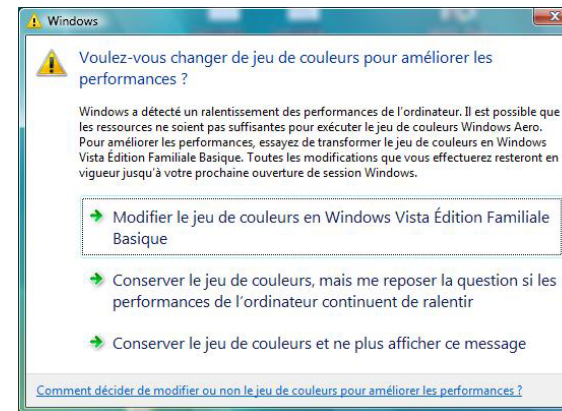 Windows
Voulez-vous changer de jeu de couleurs pour améliorer les
performances ?
Windows a détecté un ralentissement des performances de l'ordinateur. Il est possible que
les ressources ne soient pas suffisantes pour exécuter le jeu de couleurs Windows Aero.
Pour améliorer les performances, essayez de transformer le jeu de couleurs en Windows
Vista Édition Familiale Basique. Toutes les modifications que vous effectuerez resteront en
vigueur jusqu'à votre prochaine ouverture de session Windows.
Modifier le jeu de couleurs en Windows Vista Édition Familiale
Basique
Conserver le jeu de couleurs, mais me reposer la question si les
performances de l'ordinateur continuent de ralentir
Conserver le jeu de couleurs et ne plus afficher ce message
Comment décider de modifier ou non le jeu de couleurs pour améliorer les performances ?